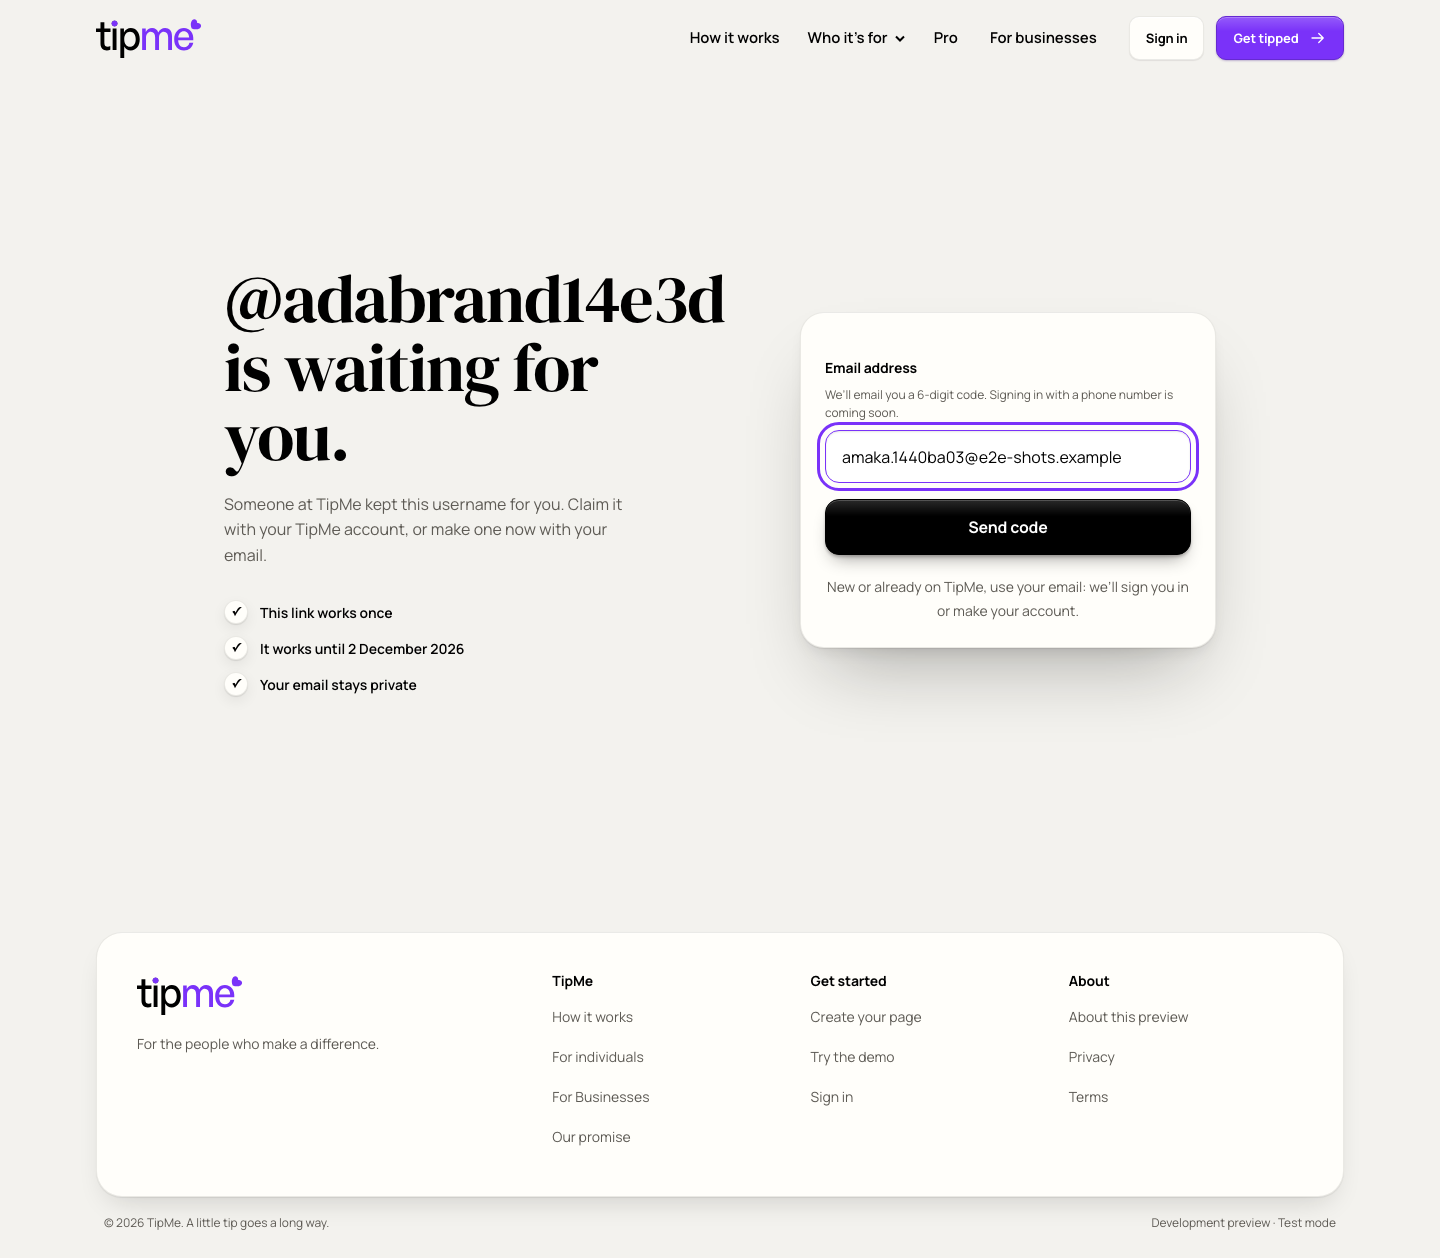 tipme
How it works
Who it's for
Pro
For businesses
Sign in
Get tipped
@adabrand14e3d
is waiting for
you.
Someone at TipMe kept this username for you. Claim it
with your TipMe account, or make one now with your
email.
This link works once
It works until 2 December 2026
Your email stays private
Email address
We'll email you a 6-digit code. Signing in with a phone number is
coming soon.
amaka.1440ba03@e2e-shots.example
Send code
New or already on TipMe, use your email: we'll sign you in
or make your account.
tipme
For the people who make a difference.
TipMe
How it works
For individuals
For Businesses
Our promise
Get started
Create your page
Try the demo
Sign in
About
About this preview
Privacy
Terms
© 2026 TipMe. A little tip goes a long way.
Development preview · Test mode